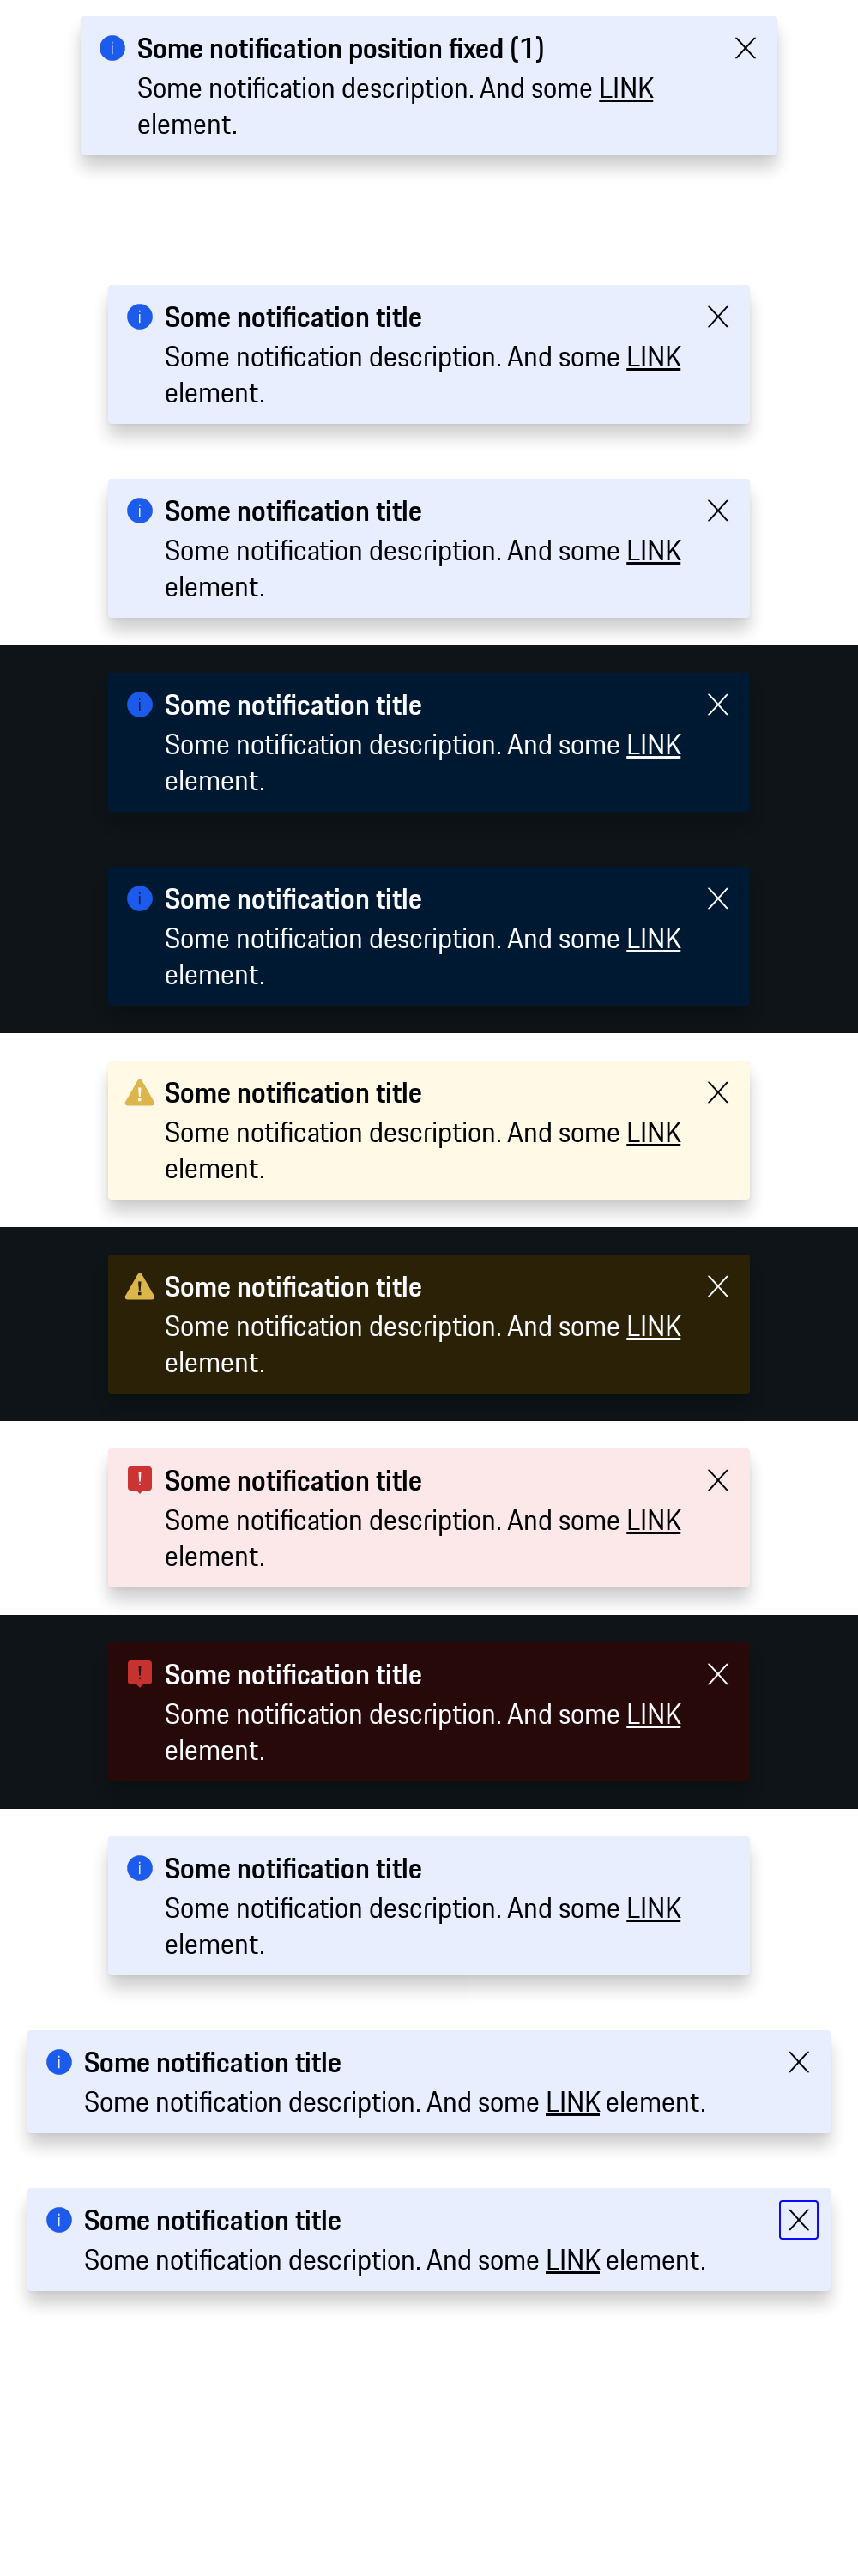 Some notification position fixed (1)
Some notification description. And some LINK
element.
Some notification title
Some notification description. And some LINK
element.
Some notification title
Some notification description. And some LINK
element.
Some notification title
Some notification description. And some LINK
element.
Some notification title
Some notification description. And some LINK
element.
Some notification title
Some notification description. And some LINK
element.
Some notification title
Some notification description. And some LINK
element.
Some notification title
Some notification description. And some LINK
element.
Some notification title
Some notification description. And some LINK
element.
Some notification title
Some notification description. And some LINK
element.
Some notification title
Some notification description. And some LINK element.
Some notification title
Some notification description. And some LINK element.